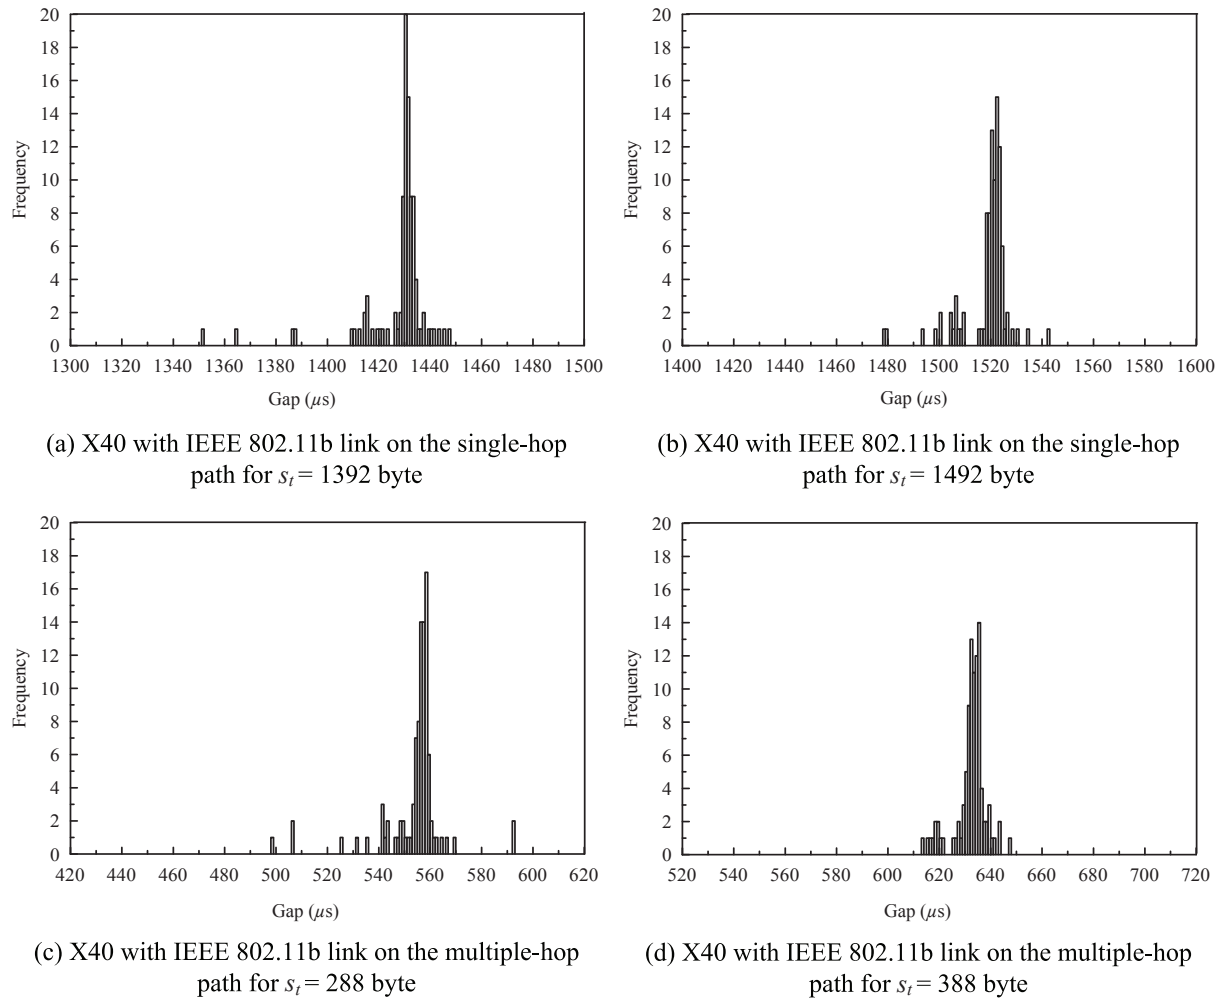 20
18
16
14
12
10
8
6
4
2
0
Frequency
1300 1320 1340 1360 1380 1400 1420 1440 1460 1480 1500
Gap (µs)
(a) X40 with IEEE 802.11b link on the single-hop
path for st = 1392 byte
20
18
16
14
12
10
8
6
4
2
0
Frequency
1400 1420 1440 1460 1480 1500 1520 1540 1560 1580 1600
Gap (µs)
(b) X40 with IEEE 802.11b link on the single-hop
path for st = 1492 byte
20
18
16
14
12
10
8
6
4
2
0
Frequency
420 440 460 480 500 520 540 560 580 600 620
Gap (µs)
(c) X40 with IEEE 802.11b link on the multiple-hop
path for st = 288 byte
20
18
16
14
12
10
8
6
4
2
0
Frequency
520 540 560 580 600 620 640 660 680 700 720
Gap (µs)
(d) X40 with IEEE 802.11b link on the multiple-hop
path for st = 388 byte